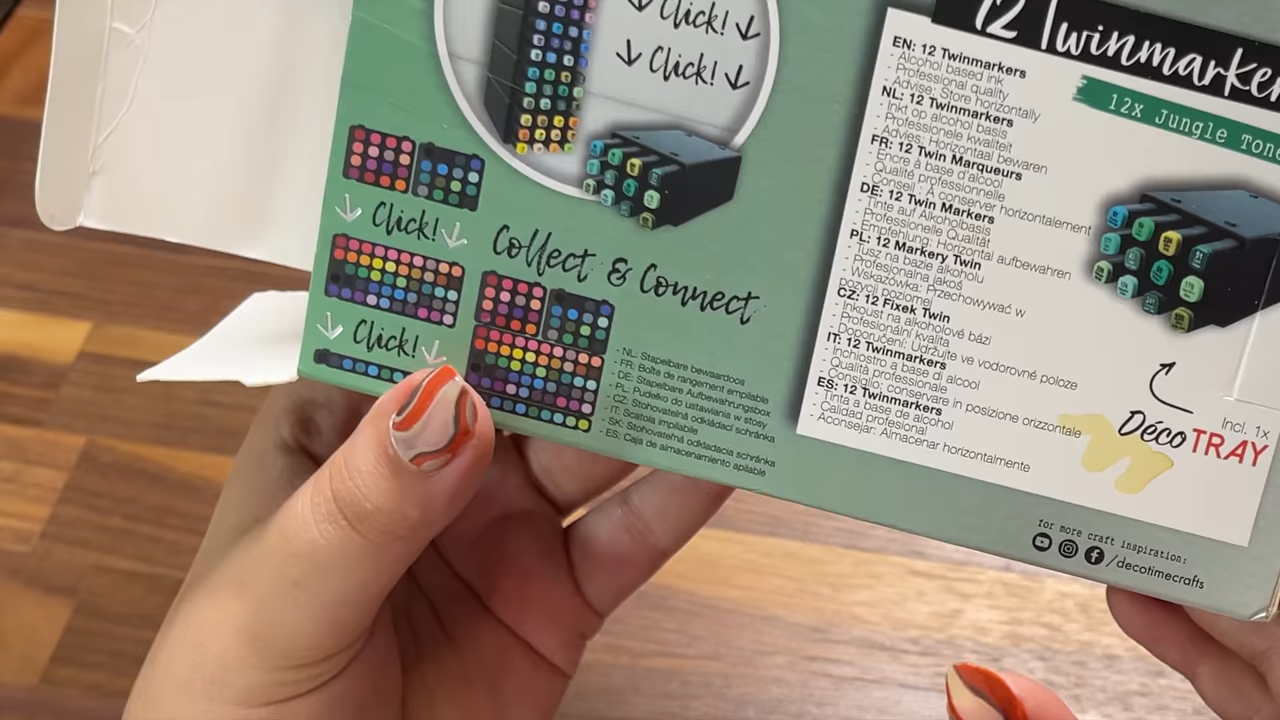 Click!
Click!
Click!
Click!
Collect & Connect
- NL: Stapelbare bewaardoos
- FR: Boîte de rangement empilable
- DE: Stapelbare Aufbewahrungsbox
- PL: Pudełko do ustawiania w stosy
- CZ: Stohovatelná odkládací schránka
- IT: Scatola impilabile
- SK: Stohovateľná odkladacia schránka
- ES: Caja de almacenamiento apilable
12 Twinmarker
12x Jungle Tone
EN: 12 Twinmarkers
- Alcohol based ink
- Professional quality
- Advise: Store horizontally
NL: 12 Twinmarkers
- Inkt op alcohol basis
- Professionele kwaliteit
- Advies: Horizontaal bewaren
FR: 12 Twin Marqueurs
- Encre à base d'alcool
- Qualité professionnelle
- Conseil : À conserver horizontalement
DE: 12 Twin Markers
- Tinte auf Alkoholbasis
- Professionelle Qualität
- Empfehlung: Horizontal aufbewahren
PL: 12 Markery Twin
- Tusz na bazie alkoholu
- Profesjonalna jakość
- Wskazówka: Przechowywać w
pozycji poziomej
CZ: 12 Fixek Twin
- Inkoust na alkoholové bázi
- Profesionální kvalita
- Doporučení: Udržujte ve vodorovné poloze
IT: 12 Twinmarkers
- Inchiostro a base di alcool
- Qualità professionale
- Consiglio: conservare in posizione orizzontale
ES: 12 Twinmarkers
- Tinta a base de alcohol
- Calidad profesional
- Aconsejar: Almacenar horizontalmente
Incl. 1x
Déco TRAY
for more craft inspiration:
/decotimecrafts